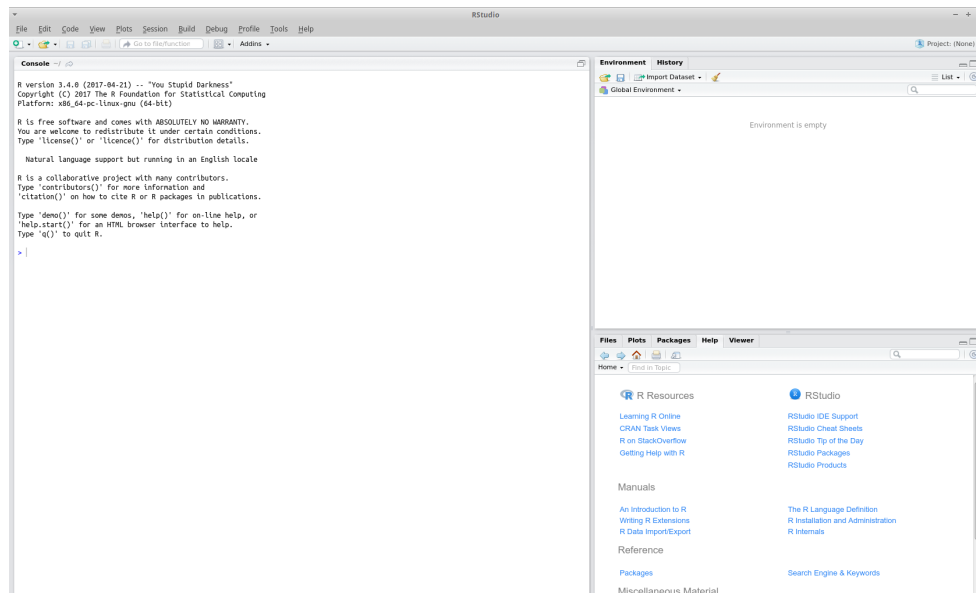 RStudio
File Edit Code View Plots Session Build Debug Profile Tools Help
Go to file/function Addins Project: (None)
Console ~/
R version 3.4.0 (2017-04-21) -- "You Stupid Darkness"
Copyright (C) 2017 The R Foundation for Statistical Computing
Platform: x86_64-pc-linux-gnu (64-bit)
R is free software and comes with ABSOLUTELY NO WARRANTY.
You are welcome to redistribute it under certain conditions.
Type 'license()' or 'licence()' for distribution details.
Natural language support but running in an English locale
R is a collaborative project with many contributors.
Type 'contributors()' for more information and
'citation()' on how to cite R or R packages in publications.
Type 'demo()' for some demos, 'help()' for on-line help, or
'help.start()' for an HTML browser interface to help.
Type 'q()' to quit R.
>
Environment History
Import Dataset List
Global Environment
Environment is empty
Files Plots Packages Help Viewer
Home Find in Topic
R Resources
Learning R Online
CRAN Task Views
R on StackOverflow
Getting Help with R
RStudio
RStudio IDE Support
RStudio Cheat Sheets
RStudio Tip of the Day
RStudio Packages
RStudio Products
Manuals
An Introduction to R
Writing R Extensions
R Data Import/Export
The R Language Definition
R Installation and Administration
R Internals
Reference
Packages
Search Engine & Keywords
Miscellaneous Material